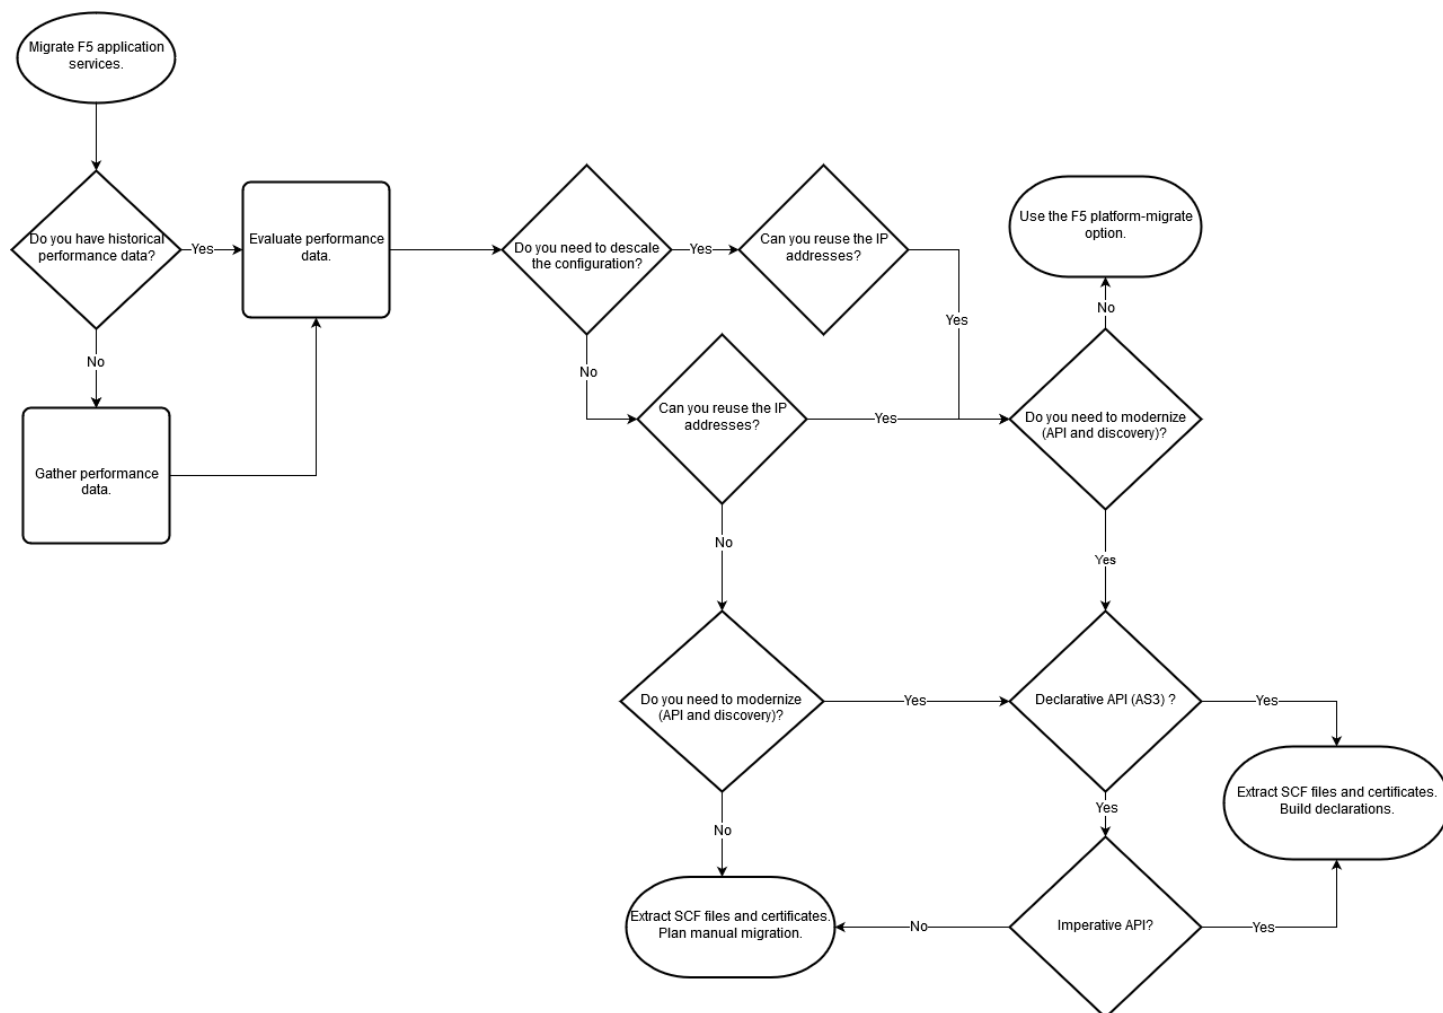 Migrate F5 application
services.
Do you have historical
performance data?
Yes
No
Gather performance
data.
Evaluate performance
data.
Do you need to descale
the configuration?
Yes
No
Can you reuse the IP
addresses?
Yes
Can you reuse the IP
addresses?
Yes
No
Use the F5 platform-migrate
option.
No
Do you need to modernize
(API and discovery)?
Yes
Do you need to modernize
(API and discovery)?
Yes
No
Declarative API (AS3) ?
Yes
Yes
Extract SCF files and certificates.
Build declarations.
Extract SCF files and certificates.
Plan manual migration.
No
Imperative API?
Yes